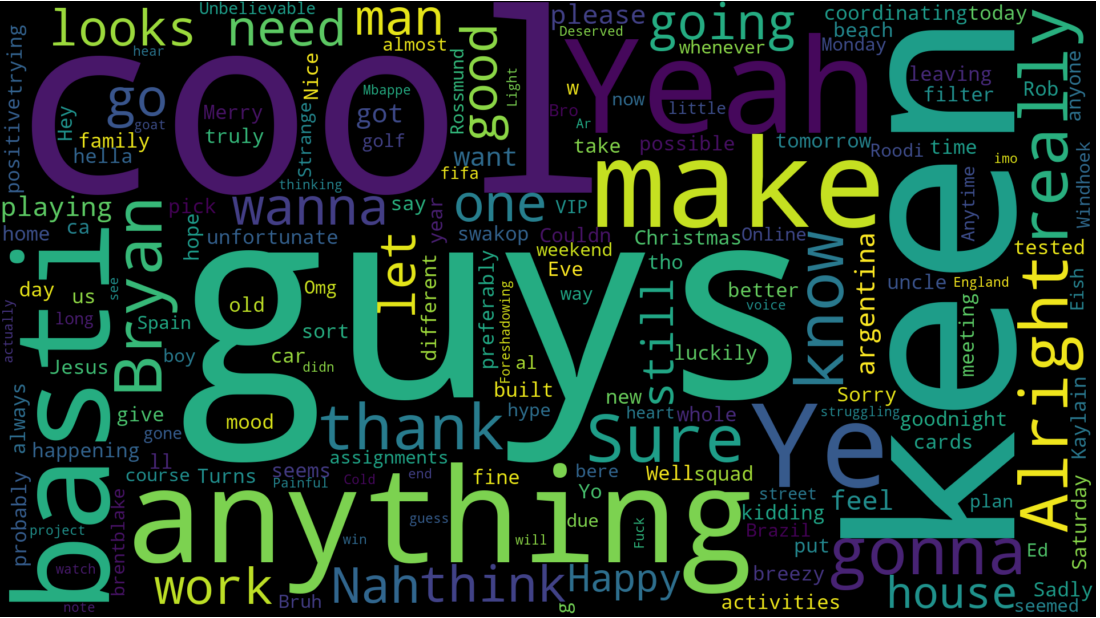 Unbelievable
looks
need
man
please
Deserved
going
coordinating
today
beach
hear
almost
whenever
Monday
leaving
filter
Rob
anyone
cool
Yeah
Keen
really
positive
trying
Hey
go
goat
family
hella
Merry
truly
Strange
Nice
Mbappe
got
golf
Rossmund
good
Light
w
Bro
Ar
now
little
take
possible
tomorrow
Roodi
time
imo
want
fifa
thinking
make
playing
home
ca
Bryan
pick
hope
wanna
unfortunate
say
year
one
swakop
VIP
Couldn
Christmas
Online
Anytime
Windhoek
tested
Eish
uncle
England
know
argentina
Alright
meeting
basti
guys
let
old
Omg
sort
different
preferably
Foreshadowing
weekend
Eve
way
tho
still
better
voice
luckily
day
us
long
see
actually
Jesus
Spain
boy
car
didn
al
built
hype
new
heart
whole
Sorry
struggling
goodnight
cards
Kaylain
give
mood
thank
Sure
Ye
always
probably
happening
gone
ll
course
Turns
seems
Painful
assignments
Cold
end
fine
bere
Yo
Well
squad
street
kidding
feel
plan
Saturday
anything
project
watch
note
brentblake
guess
win
will
due
Fuck
Brazil
put
gonna
Ed
work
Bruh
Nah
think
Happy
g
breezy
activities
house
Sadly
seemed